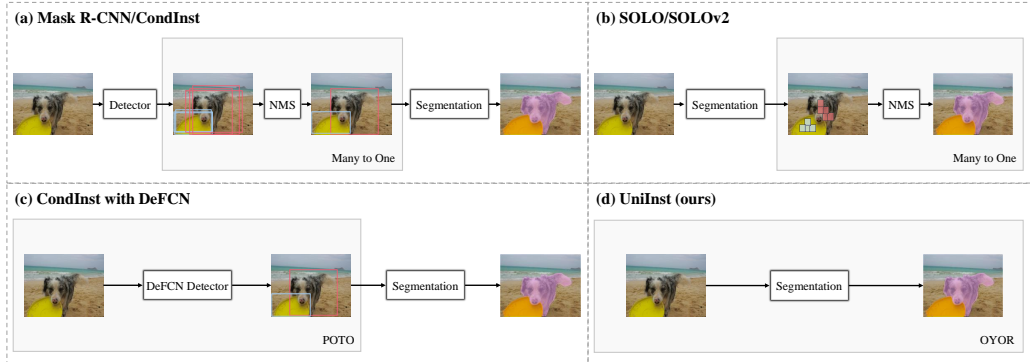 (a) Mask R-CNN/CondInst
Detector
NMS
Segmentation
Many to One
(b) SOLO/SOLOv2
Segmentation
NMS
Many to One
(c) CondInst with DeFCN
DeFCN Detector
Segmentation
POTO
(d) UniInst (ours)
Segmentation
OYOR